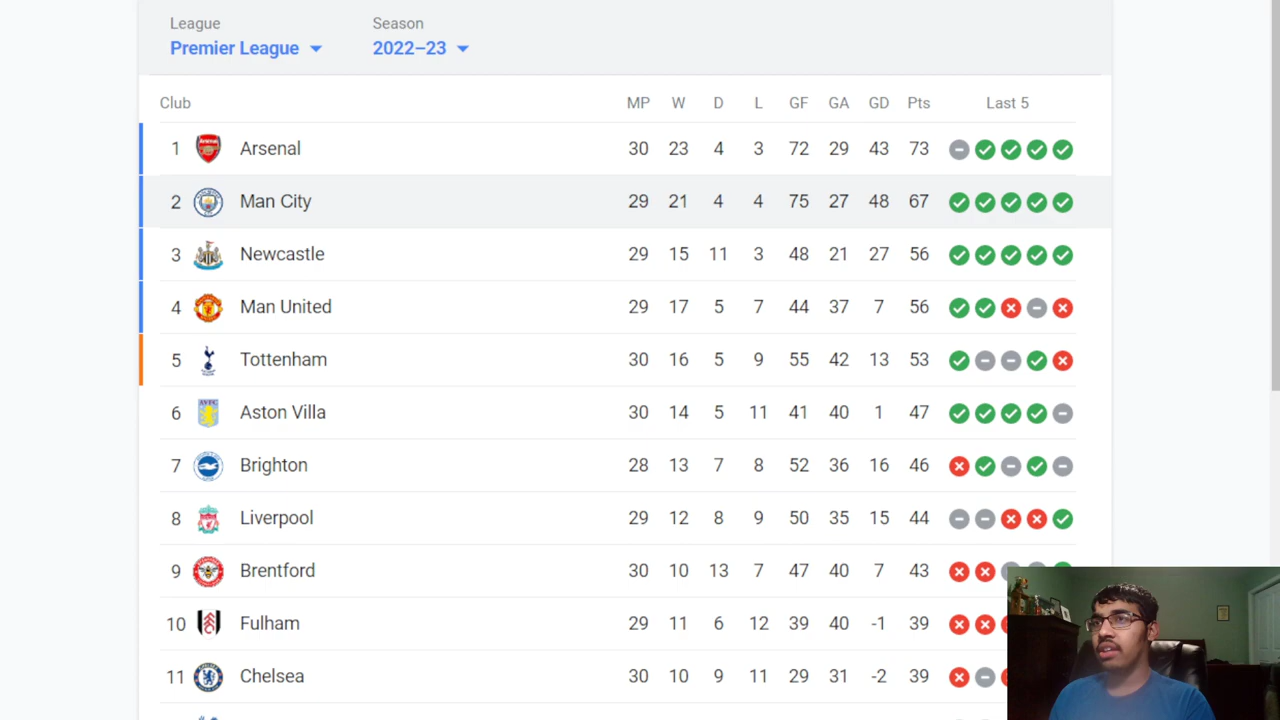 League Season
Premier League 2022–23
Club MP W D L GF GA GD Pts Last 5
1 Arsenal 30 23 4 3 72 29 43 73
2 Man City 29 21 4 4 75 27 48 67
3 Newcastle 29 15 11 3 48 21 27 56
4 Man United 29 17 5 7 44 37 7 56
5 Tottenham 30 16 5 9 55 42 13 53
6 Aston Villa 30 14 5 11 41 40 1 47
7 Brighton 28 13 7 8 52 36 16 46
8 Liverpool 29 12 8 9 50 35 15 44
9 Brentford 30 10 13 7 47 40 7 43
10 Fulham 29 11 6 12 39 40 -1 39
11 Chelsea 30 10 9 11 29 31 -2 39